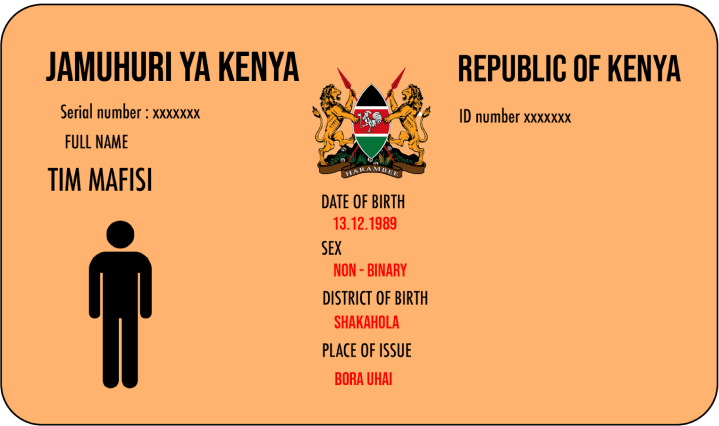 JAMUHURI YA KENYA
REPUBLIC OF KENYA
Serial number : xxxxxxx
ID number xxxxxxx
FULL NAME
TIM MAFISI
HARAMBEE
DATE OF BIRTH
13.12.1989
SEX
NON - BINARY
DISTRICT OF BIRTH
SHAKAHOLA
PLACE OF ISSUE
BORA UHAI